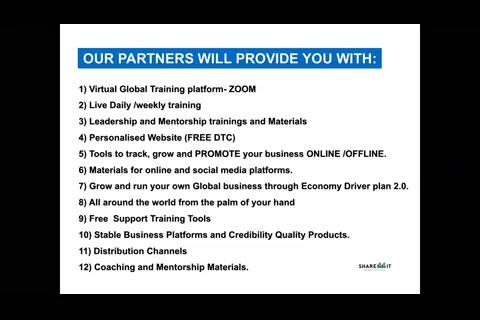 OUR PARTNERS WILL PROVIDE YOU WITH:
1) Virtual Global Training platform- ZOOM
2) Live Daily /weekly training
3) Leadership and Mentorship trainings and Materials
4) Personalised Website (FREE DTC)
5) Tools to track, grow and PROMOTE your business ONLINE /OFFLINE.
6) Materials for online and social media platforms.
7) Grow and run your own Global business through Economy Driver plan 2.0.
8) All around the world from the palm of your hand
9) Free  Support Training Tools
10) Stable Business Platforms and Credibility Quality Products.
11) Distribution Channels
12) Coaching and Mentorship Materials.
SHARE IT